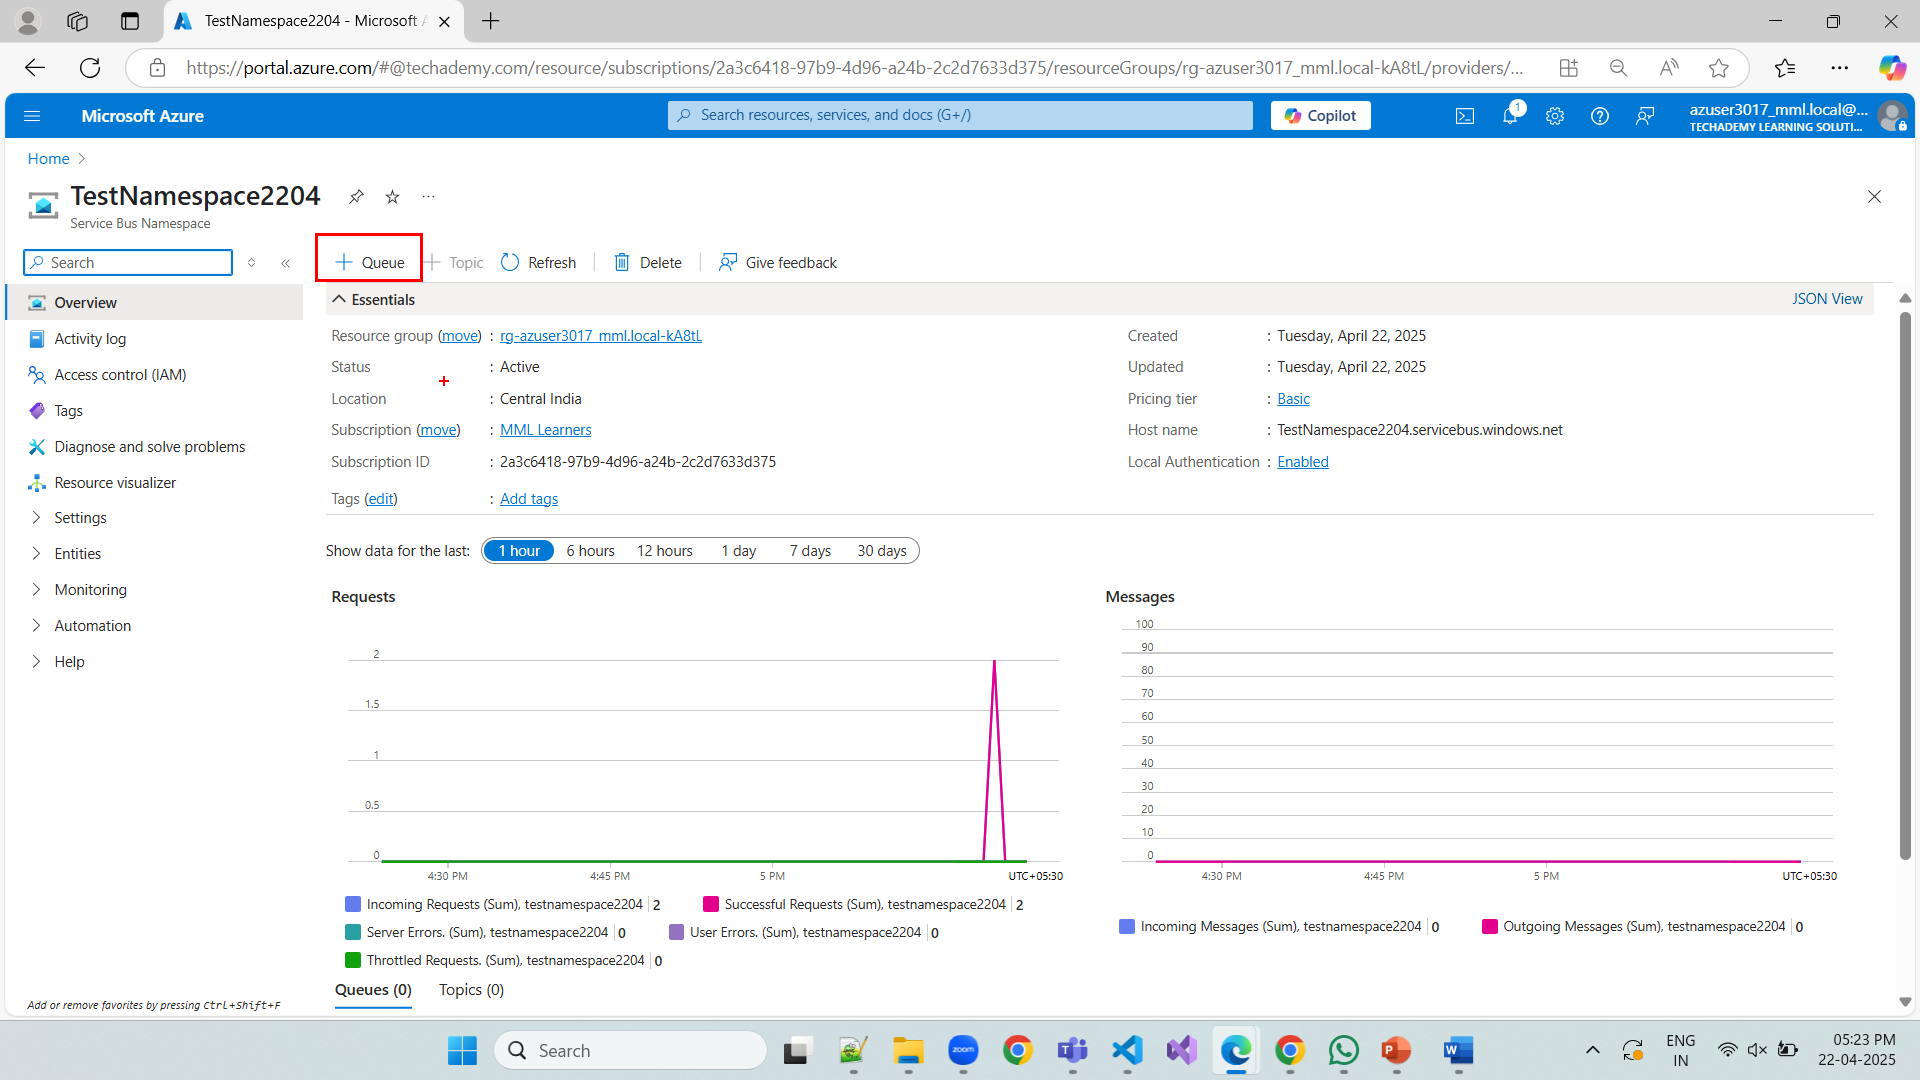 TestNamespace2204 - Microsoft A
https://portal.azure.com/#@techademy.com/resource/subscriptions/2a3c6418-97b9-4d96-a24b-2c2d7633d375/resourceGroups/rg-azuser3017_mml.local-kA8tL/providers/...
Microsoft Azure
Search resources, services, and docs (G+/)
Copilot
1
azuser3017_mml.local@...
TECHADEMY LEARNING SOLUTI...
Home
TestNamespace2204
Service Bus Namespace
Search
Queue
Topic
Refresh
Delete
Give feedback
Overview
Activity log
Access control (IAM)
Tags
Diagnose and solve problems
Resource visualizer
Settings
Entities
Monitoring
Automation
Help
Add or remove favorites by pressing Ctrl+Shift+F
Essentials
JSON View
Resource group (move) : rg-azuser3017_mml.local-kA8tL
Status : Active
Location : Central India
Subscription (move) : MML Learners
Subscription ID : 2a3c6418-97b9-4d96-a24b-2c2d7633d375
Tags (edit) : Add tags
Created : Tuesday, April 22, 2025
Updated : Tuesday, April 22, 2025
Pricing tier : Basic
Host name : TestNamespace2204.servicebus.windows.net
Local Authentication : Enabled
Show data for the last: 1 hour 6 hours 12 hours 1 day 7 days 30 days
Requests
2
1.5
1
0.5
0
4:30 PM 4:45 PM 5 PM UTC+05:30
Incoming Requests (Sum), testnamespace2204 2
Successful Requests (Sum), testnamespace2204 2
Server Errors. (Sum), testnamespace2204 0
User Errors. (Sum), testnamespace2204 0
Throttled Requests. (Sum), testnamespace2204 0
Messages
100
90
80
70
60
50
40
30
20
10
0
4:30 PM 4:45 PM 5 PM UTC+05:30
Incoming Messages (Sum), testnamespace2204 0
Outgoing Messages (Sum), testnamespace2204 0
Queues (0) Topics (0)
Search
zoom
ENG
IN
05:23 PM
22-04-2025